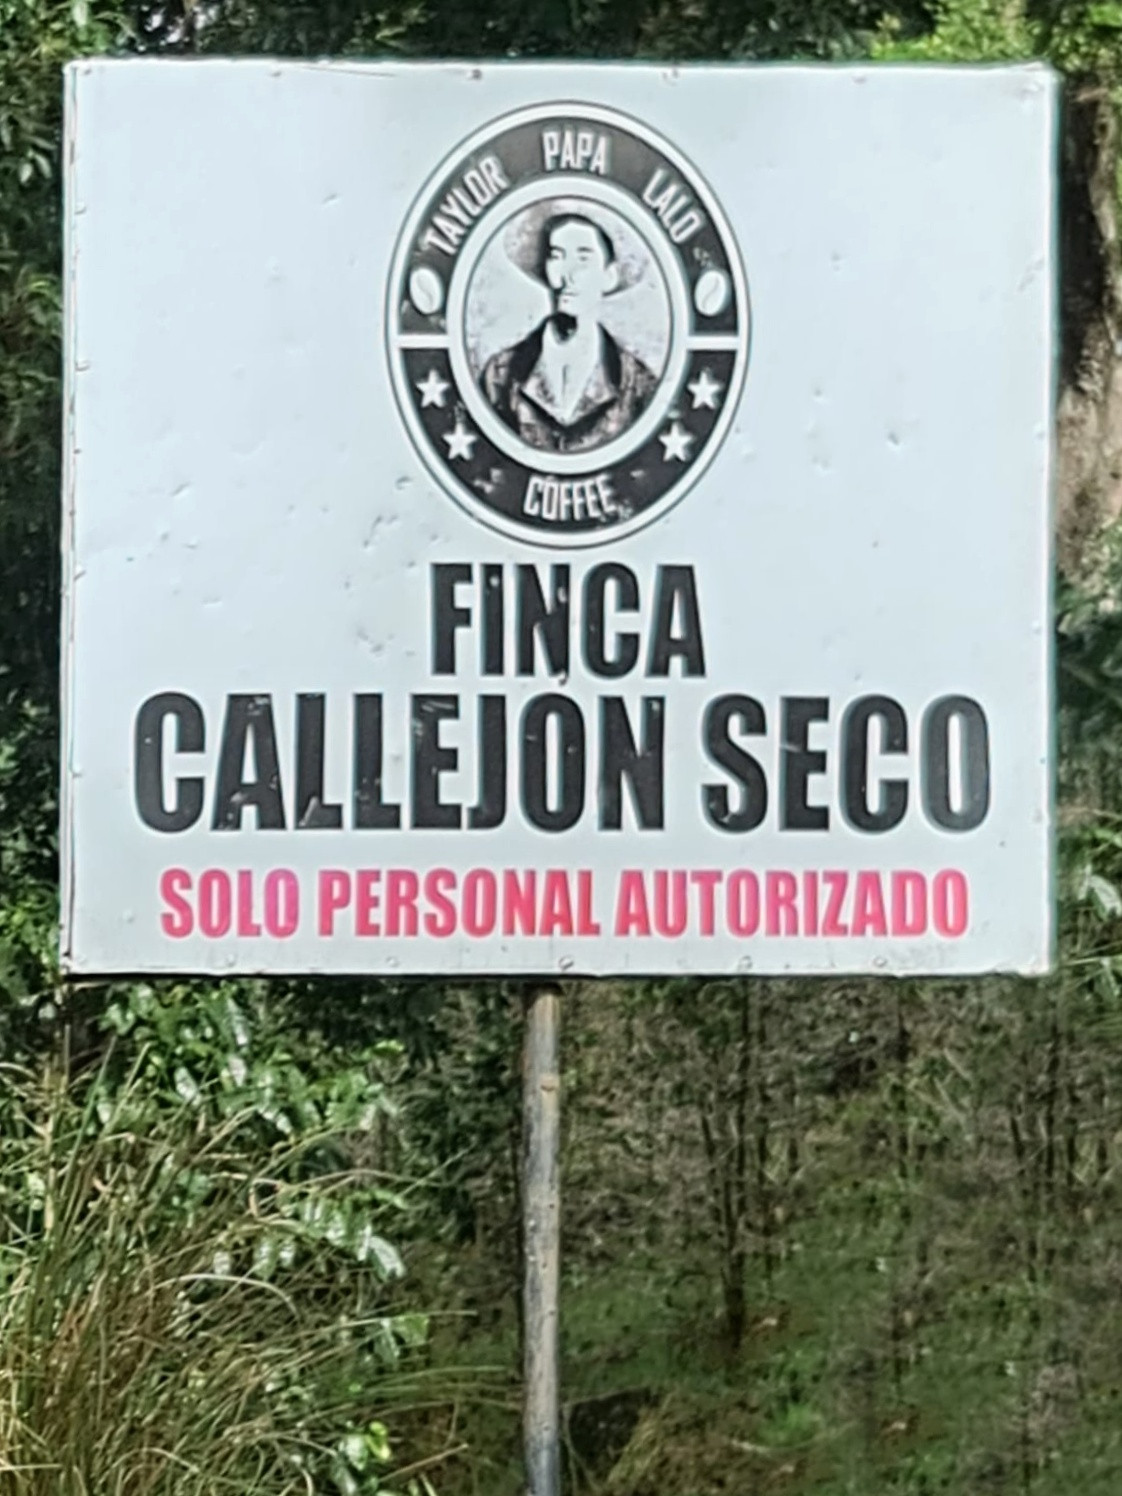 TAYLOR PAPA LALO
COFFEE
FINCA
CALLEJON SECO
SOLO PERSONAL AUTORIZADO